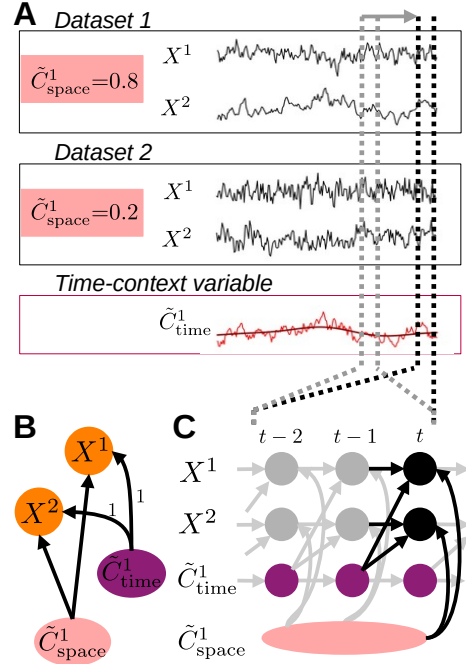 A Dataset 1
X¹
C̃¹space=0.8
X²
Dataset 2
X¹
C̃¹space=0.2
X²
Time-context variable
C̃¹time
B C
t − 2 t − 1 t
X¹ X¹
X² 1 1 X²
C̃¹time C̃¹time
C̃¹space C̃¹space